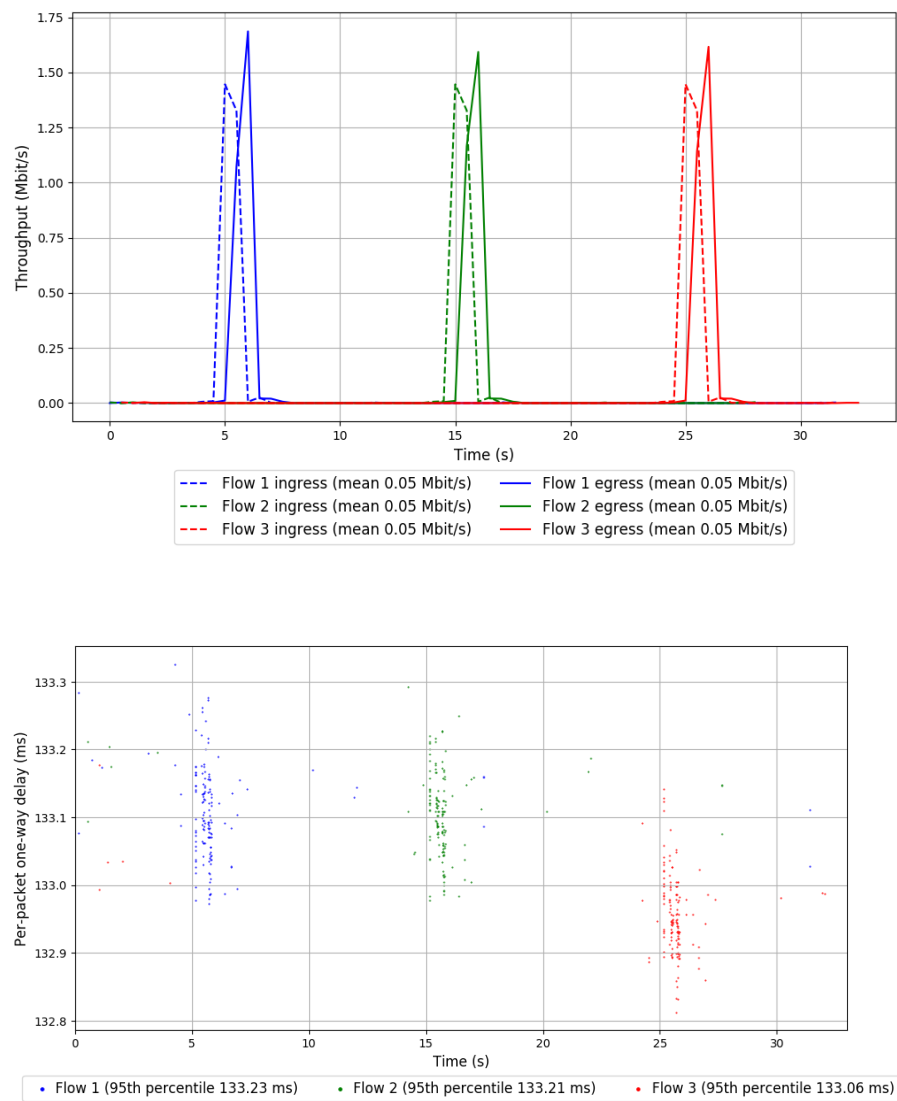 1.75
1.50
1.25
1.00
0.75
0.50
0.25
0.00
Throughput (Mbit/s)
0 5 10 15 20 25 30
Time (s)
Flow 1 ingress (mean 0.05 Mbit/s) Flow 1 egress (mean 0.05 Mbit/s)
Flow 2 ingress (mean 0.05 Mbit/s) Flow 2 egress (mean 0.05 Mbit/s)
Flow 3 ingress (mean 0.05 Mbit/s) Flow 3 egress (mean 0.05 Mbit/s)
133.3
133.2
133.1
133.0
132.9
132.8
Per-packet one-way delay (ms)
0 5 10 15 20 25 30
Time (s)
Flow 1 (95th percentile 133.23 ms) Flow 2 (95th percentile 133.21 ms) Flow 3 (95th percentile 133.06 ms)